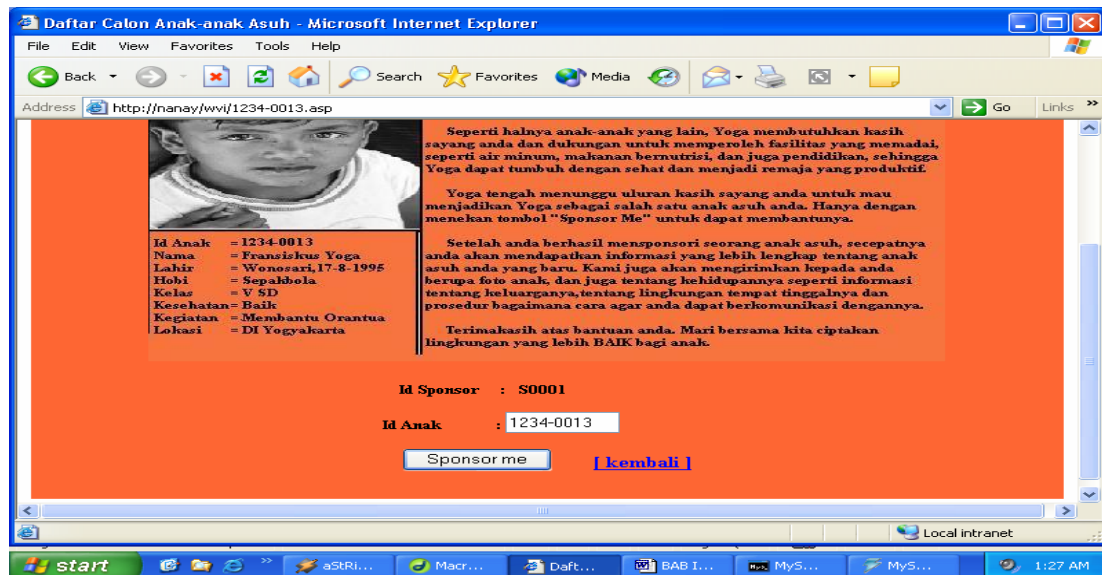 Daftar Calon Anak-anak Asuh - Microsoft Internet Explorer
File Edit View Favorites Tools Help
Back Search Favorites Media
Address http://nanay/wvi/1234-0013.asp Go Links »
Seperti halnya anak-anak yang lain, Yoga membutuhkan kasih
sayang anda dan dukungan untuk memperoleh fasilitas yang memadai,
seperti air minum, makanan bernutrisi, dan juga pendidikan, sehingga
Yoga dapat tumbuh dengan sehat dan menjadi remaja yang produktif.
Yoga tengah menunggu uluran kasih sayang anda untuk mau
menjadikan Yoga sebagai salah satu anak asuh anda. Hanya dengan
menekan tombol "Sponsor Me" untuk dapat membantunya.
Setelah anda berhasil mensponsori seorang anak asuh, secepatnya
anda akan mendapatkan informasi yang lebih lengkap tentang anak
asuh anda yang baru. Kami juga akan mengirimkan kepada anda
berupa foto anak, dan juga tentang kehidupannya seperti informasi
tentang keluarganya,tentang lingkungan tempat tinggalnya dan
prosedur bagaimana cara agar anda dapat berkomunikasi dengannya.
Terimakasih atas bantuan anda. Mari bersama kita ciptakan
lingkungan yang lebih BAIK bagi anak.
Id Anak = 1234-0013
Nama = Fransiskus Yoga
Lahir = Wonosari,17-8-1995
Hobi = Sepakbola
Kelas = V SD
Kesehatan = Baik
Kegiatan = Membantu Orantua
Lokasi = DI Yogyakarta
Id Sponsor : S0001
Id Anak : 1234-0013
Sponsor me [ kembali ]
Local intranet
start » aStRi... Macr... Daft... BAB I... MyS... MyS... 1:27 AM